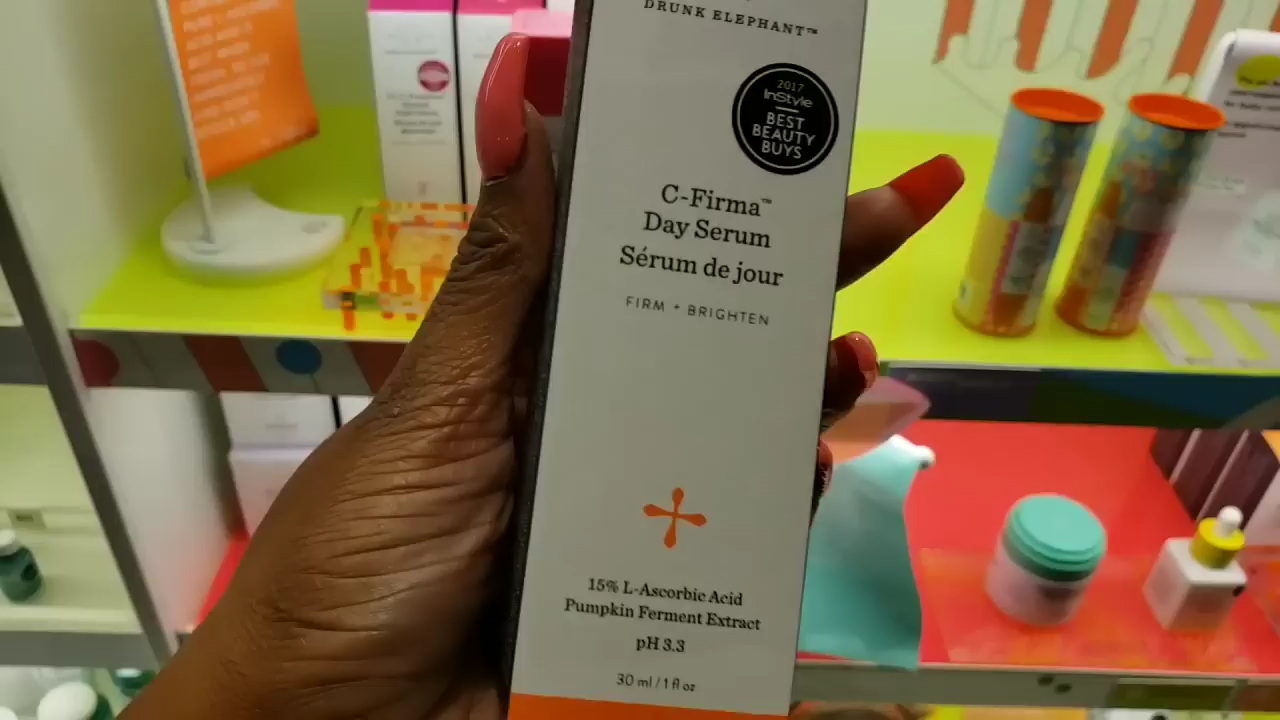 DRUNK ELEPHANT™
2017
InStyle
BEST
BEAUTY
BUYS
C-Firma™
Day Serum
Sérum de jour
FIRM + BRIGHTEN
15% L-Ascorbic Acid
Pumpkin Ferment Extract
pH 3.3
30 ml / 1 fl oz